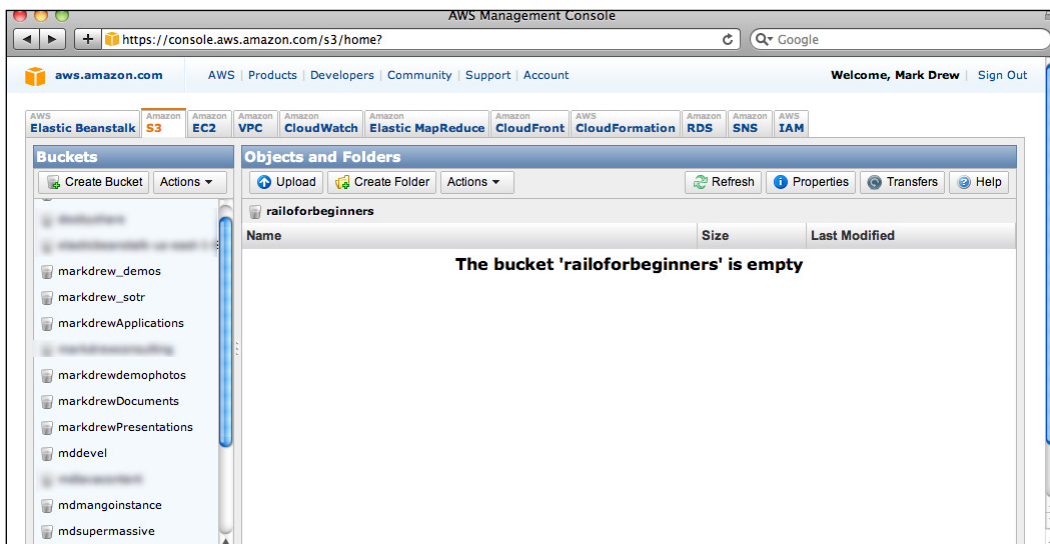 AWS Management Console
https://console.aws.amazon.com/s3/home?
Google
aws.amazon.com
AWS | Products | Developers | Community | Support | Account
Welcome, Mark Drew | Sign Out
AWS Elastic Beanstalk
Amazon S3
Amazon EC2
Amazon VPC
Amazon CloudWatch
Amazon Elastic MapReduce
Amazon CloudFront
AWS CloudFormation
Amazon RDS
Amazon SNS
AWS IAM
Buckets
Create Bucket
Actions
markdrew_demos
markdrew_sotr
markdrewApplications
markdrewdemophotos
markdrewDocuments
markdrewPresentations
mddevel
mdmangoinstance
mdsupermassive
Objects and Folders
Upload
Create Folder
Actions
Refresh
Properties
Transfers
Help
railoforbeginners
Name
Size
Last Modified
The bucket 'railoforbeginners' is empty